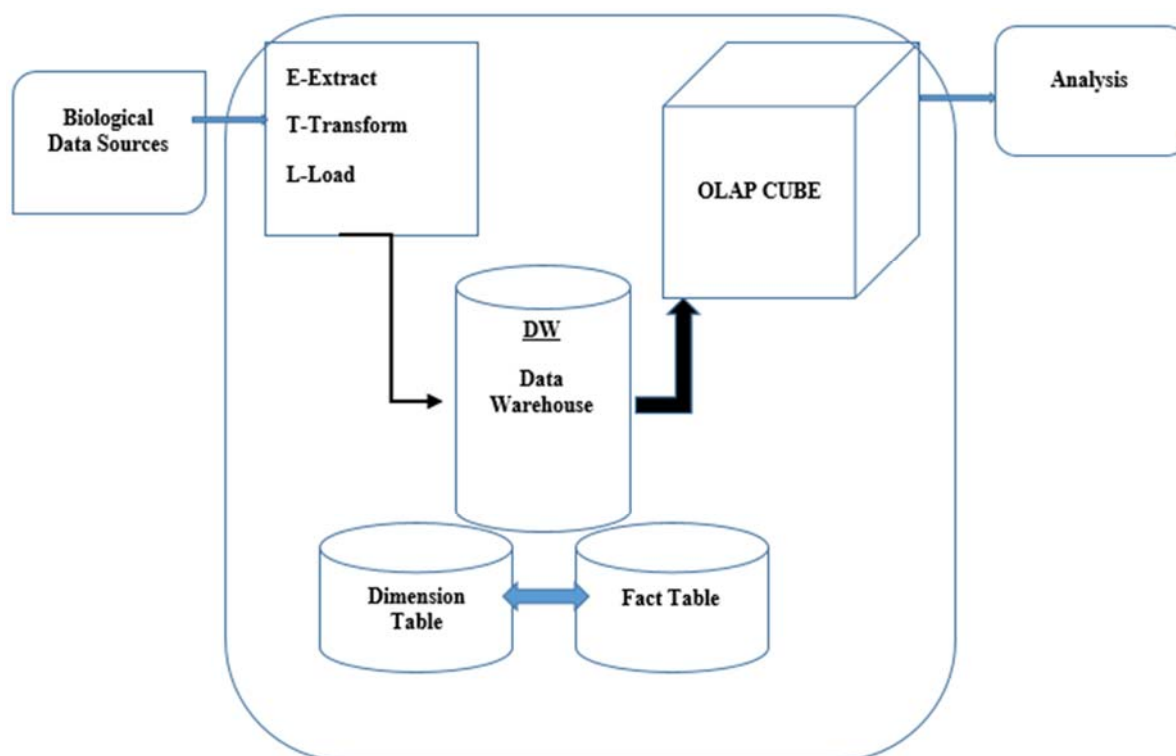 Biological
Data Sources
E-Extract
T-Transform
L-Load
OLAP CUBE
Analysis
DW
Data
Warehouse
Dimension
Table
Fact Table